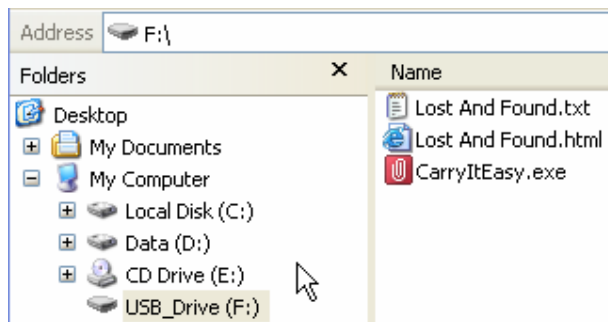 Address F:\
Folders
Desktop
My Documents
My Computer
Local Disk (C:)
Data (D:)
CD Drive (E:)
USB_Drive (F:)
Name
Lost And Found.txt
Lost And Found.html
CarryItEasy.exe